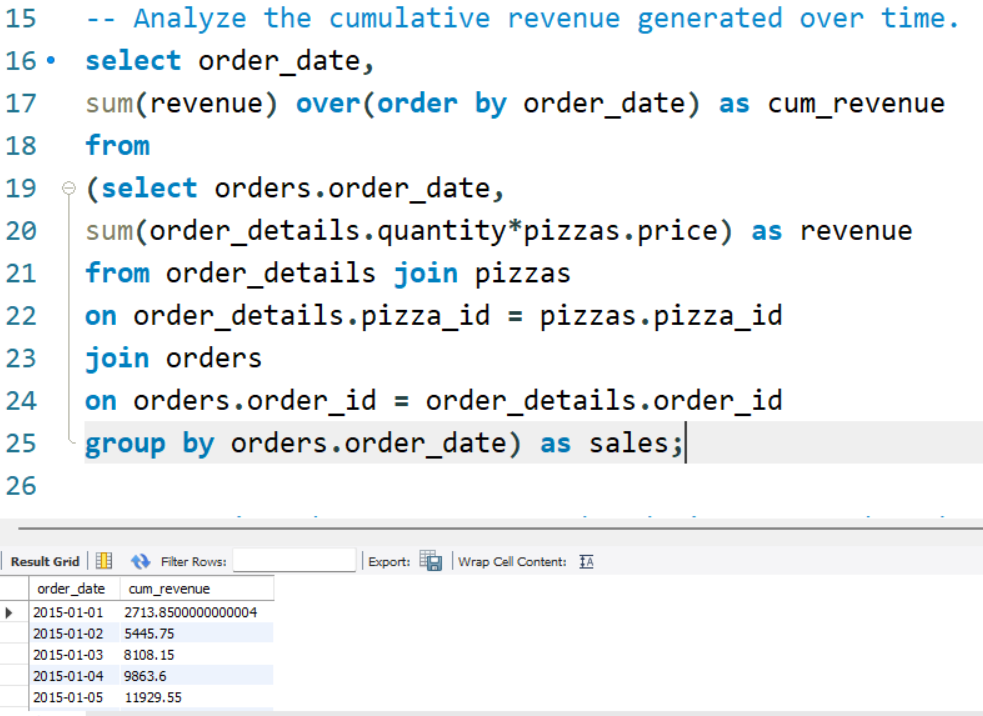 15 -- Analyze the cumulative revenue generated over time.
16 select order_date,
17 sum(revenue) over(order by order_date) as cum_revenue
18 from
19 (select orders.order_date,
20 sum(order_details.quantity*pizzas.price) as revenue
21 from order_details join pizzas
22 on order_details.pizza_id = pizzas.pizza_id
23 join orders
24 on orders.order_id = order_details.order_id
25 group by orders.order_date) as sales;
26
Result Grid Filter Rows: Export: Wrap Cell Content: IA
order_date cum_revenue
2015-01-01 2713.8500000000004
2015-01-02 5445.75
2015-01-03 8108.15
2015-01-04 9863.6
2015-01-05 11929.55